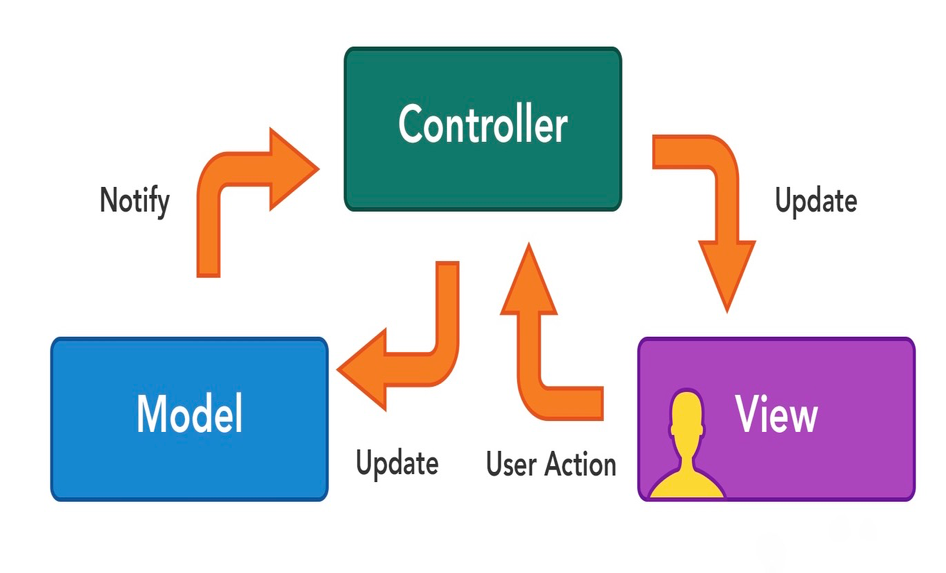 Controller
Notify
Update
Model
View
Update
User Action